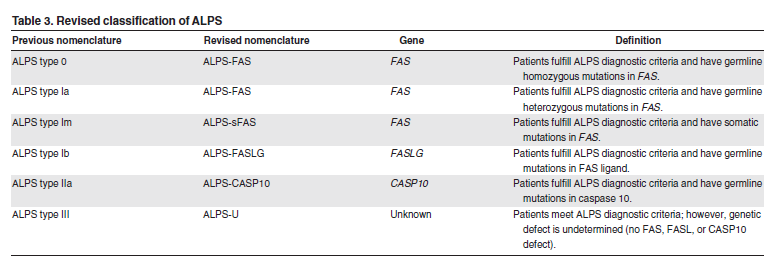 Table 3. Revised classification of ALPS
Previous nomenclature Revised nomenclature Gene Definition
ALPS type 0 ALPS-FAS FAS Patients fulfill ALPS diagnostic criteria and have germline
homozygous mutations in FAS.
ALPS type Ia ALPS-FAS FAS Patients fulfill ALPS diagnostic criteria and have germline
heterozygous mutations in FAS.
ALPS type Im ALPS-sFAS FAS Patients fulfill ALPS diagnostic criteria and have somatic
mutations in FAS.
ALPS type Ib ALPS-FASLG FASLG Patients fulfill ALPS diagnostic criteria and have germline
mutations in FAS ligand.
ALPS type IIa ALPS-CASP10 CASP10 Patients fulfill ALPS diagnostic criteria and have germline
mutations in caspase 10.
ALPS type III ALPS-U Unknown Patients meet ALPS diagnostic criteria; however, genetic
defect is undetermined (no FAS, FASL, or CASP10
defect).